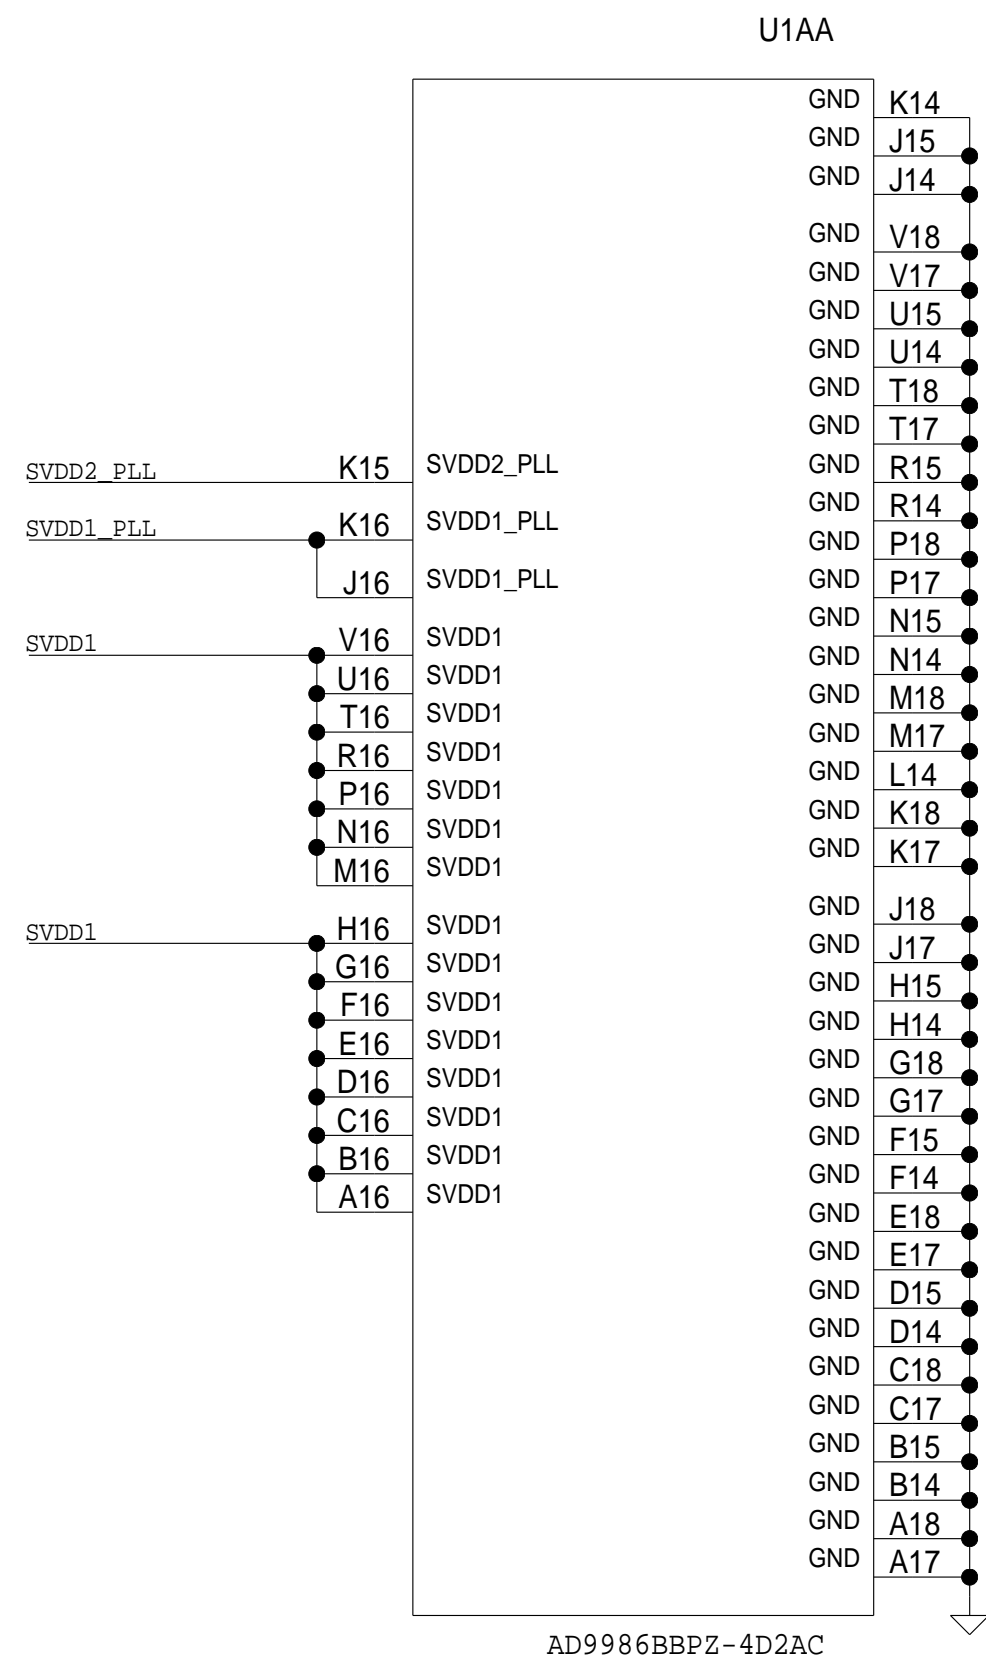 U1AA
GND K14
GND J15
GND J14
GND V18
GND V17
GND U15
GND U14
GND T18
GND T17
SVDD2_PLL K15 SVDD2_PLL GND R15
GND R14
SVDD1_PLL K16 SVDD1_PLL
GND P18
J16 SVDD1_PLL GND P17
GND N15
SVDD1 V16 SVDD1
GND N14
U16 SVDD1
GND M18
T16 SVDD1
GND M17
R16 SVDD1
GND L14
P16 SVDD1
GND K18
N16 SVDD1
GND K17
M16 SVDD1
GND J18
SVDD1 H16 SVDD1
GND J17
G16 SVDD1
GND H15
F16 SVDD1
GND H14
E16 SVDD1
GND G18
D16 SVDD1
GND G17
C16 SVDD1
GND F15
B16 SVDD1
GND F14
A16 SVDD1
GND E18
GND E17
GND D15
GND D14
GND C18
GND C17
GND B15
GND B14
GND A18
GND A17
AD9986BBPZ-4D2AC